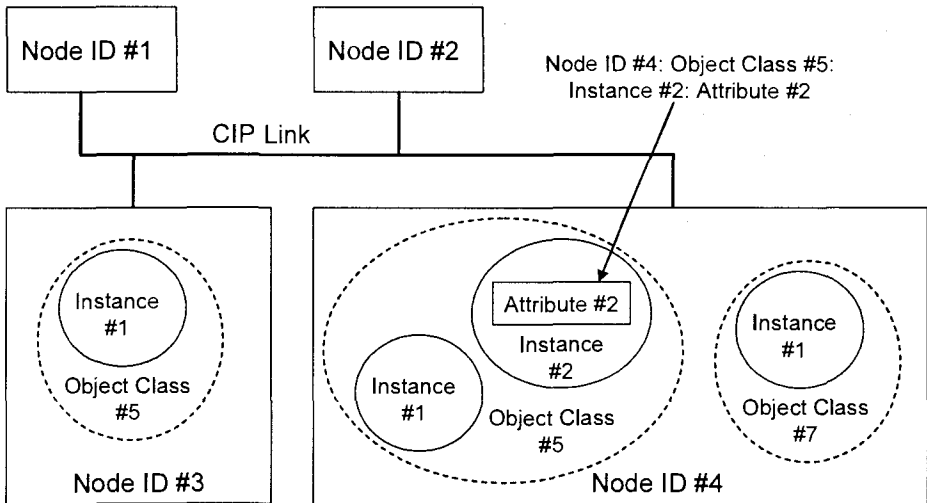 Node ID #1
Node ID #2
Node ID #4: Object Class #5:
Instance #2: Attribute #2
CIP Link
Instance
#1
Object Class
#5
Node ID #3
Attribute #2
Instance
#2
Instance
#1
Object Class
#5
Instance
#1
Object Class
#7
Node ID #4